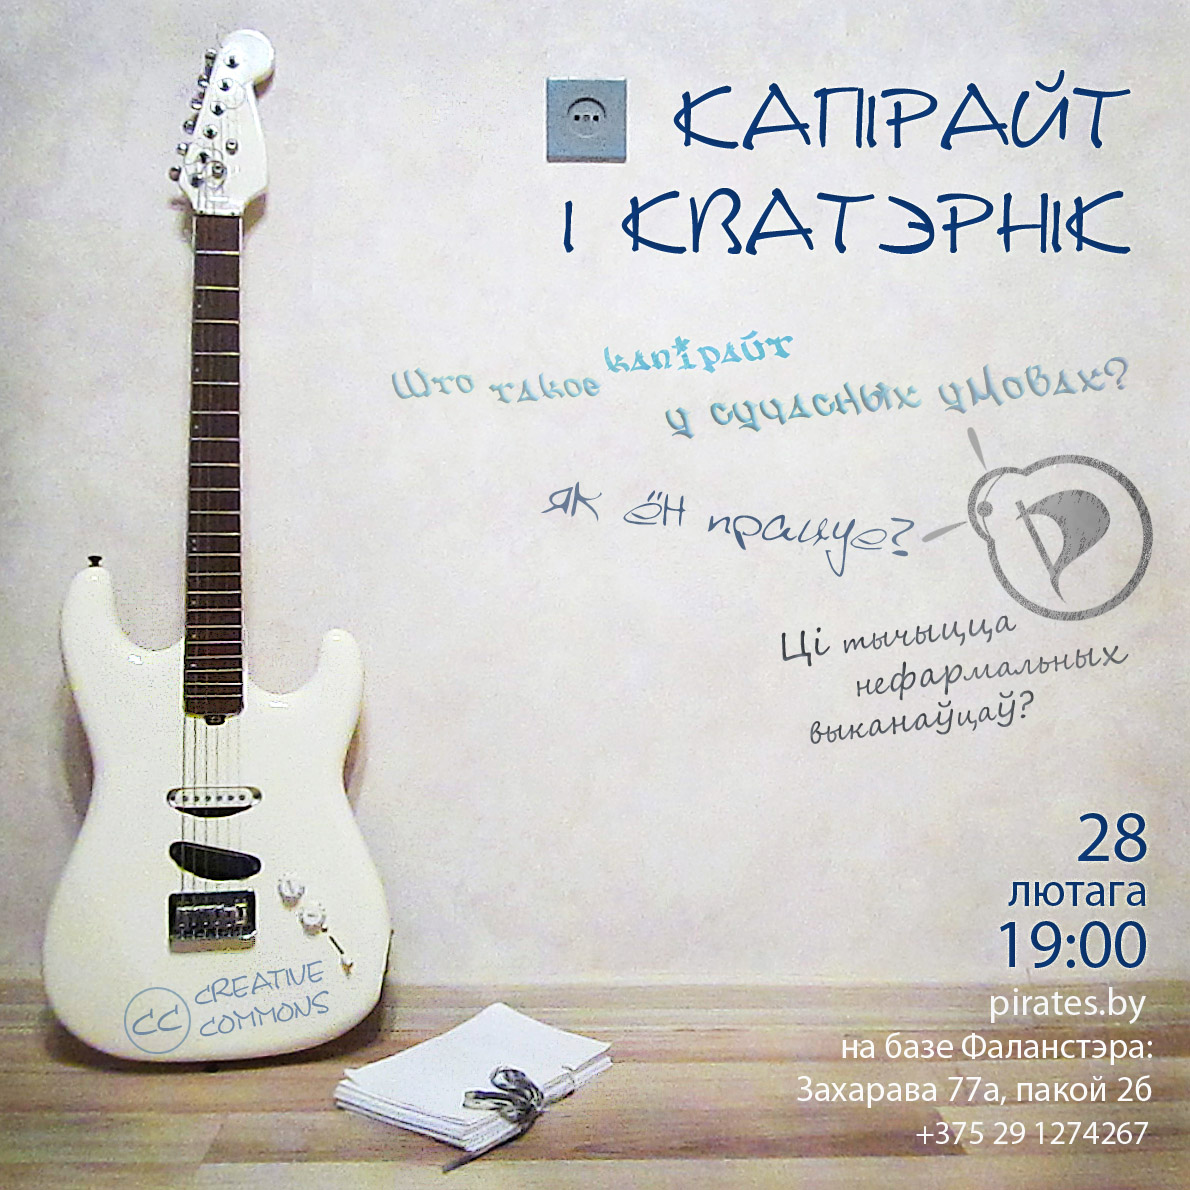 КАПІРАЙТ
І КВАТЭРНІК
Што такое капірайт
у сучасных умовах?
Як ён працуе?
Ці тычыцца
нефармальных
выканаўцаў?
28
лютага
19:00
pirates.by
на базе Фаланстэра:
Захарава 77а, пакой 2б
+375 29 1274267
CC CREATIVE
COMMONS